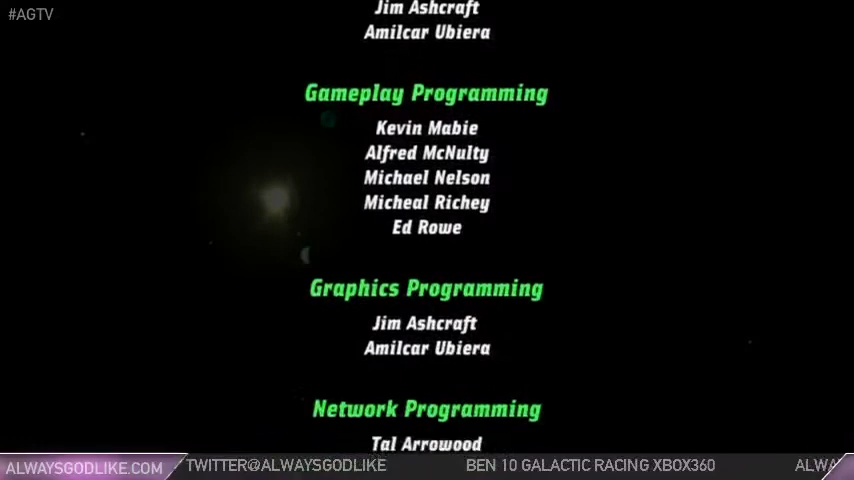 #AGTV
Jim Ashcraft
Amilcar Ubiera
Gameplay Programming
Kevin Mabie
Alfred McNulty
Michael Nelson
Micheal Richey
Ed Rowe
Graphics Programming
Jim Ashcraft
Amilcar Ubiera
Network Programming
Tal Arrowood
ALWAYSGODLIKE.COM TWITTER@ALWAYSGODLIKE BEN 10 GALACTIC RACING XBOX360 ALWA